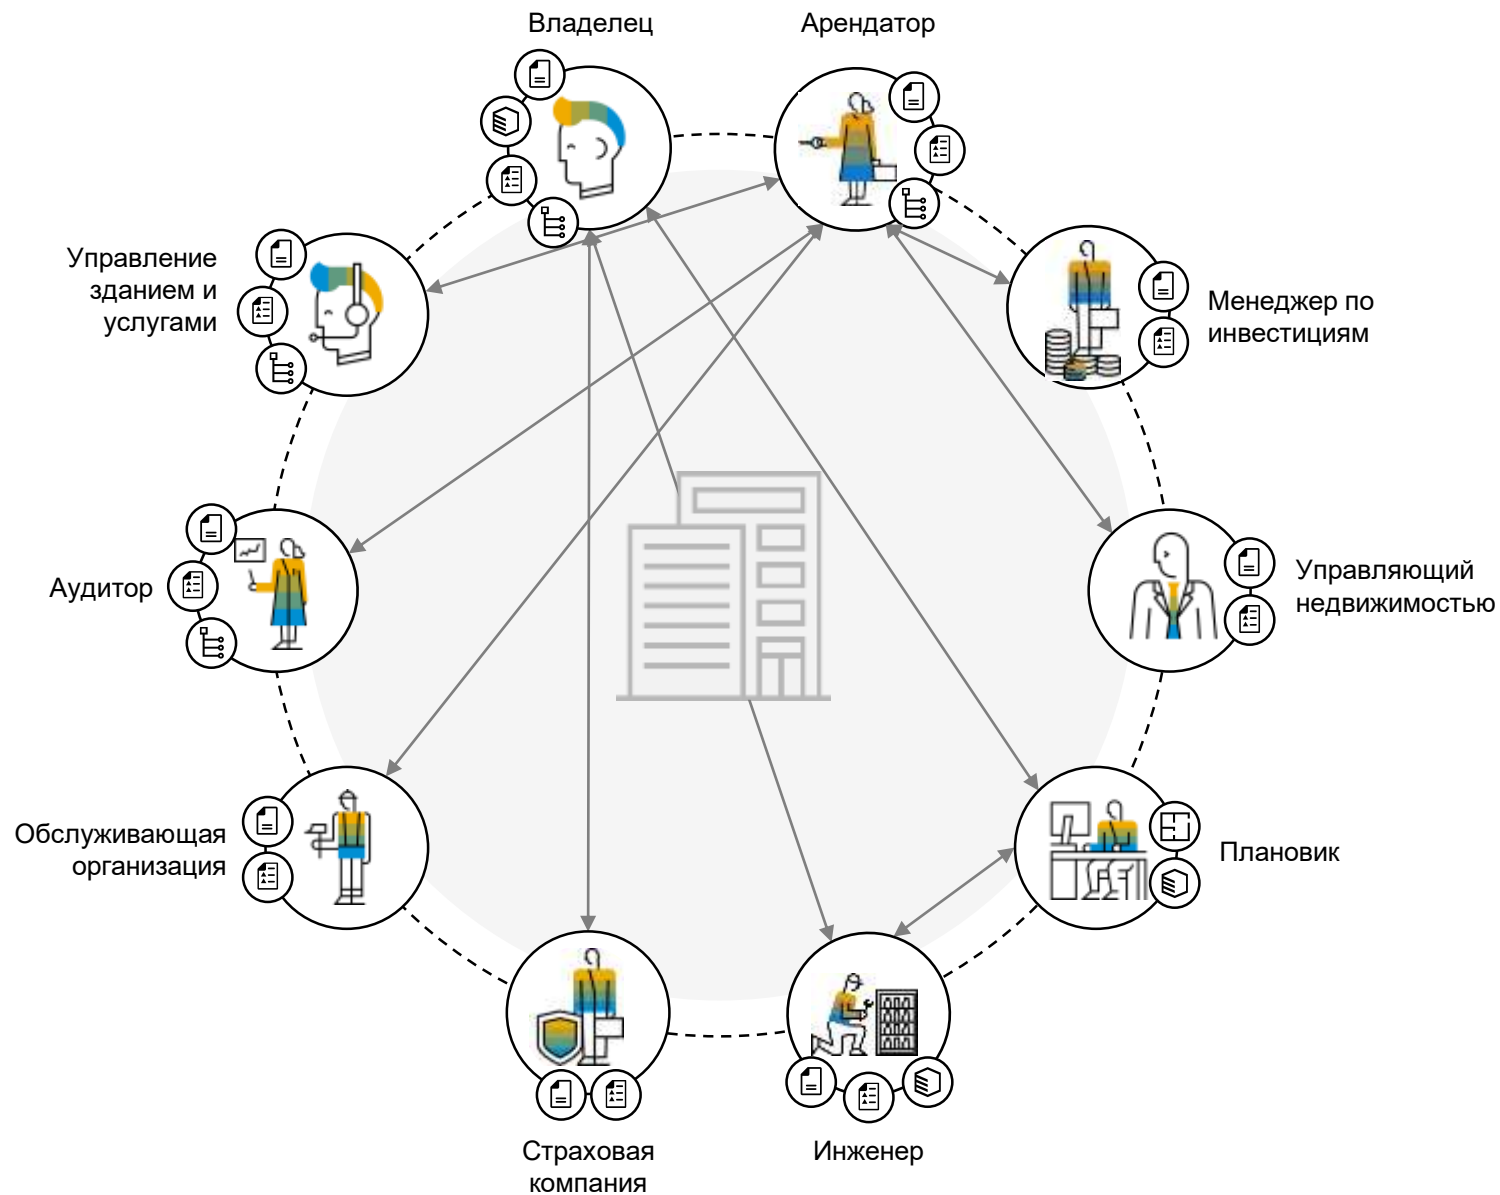 Владелец
Арендатор
Управление
зданием и
услугами
Менеджер по
инвестициям
Аудитор
Управляющий
недвижимостью
Обслуживающая
организация
Плановик
Страховая
компания
Инженер